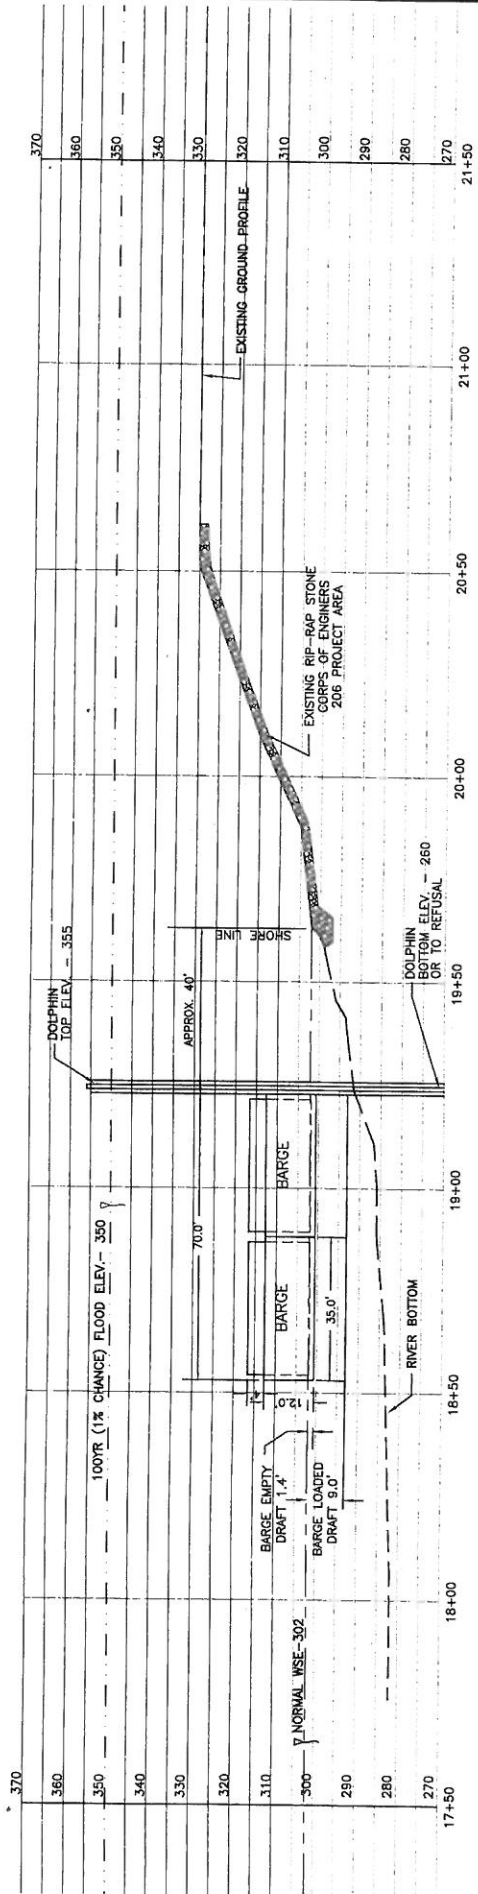 370
360
350
340
330
320
310
300
290
280
270
17+50
18+00
18+50
19+00
19+50
20+00
20+50
21+00
21+50
370
360
350
340
330
320
310
300
290
280
270
NORMAL WSE-302
100YR (1% CHANCE) FLOOD ELEV.- 350
BARGE EMPTY
DRAFT 1.4'
BARGE LOADED
DRAFT 9.0'
12.0'
35.0'
70.0'
BARGE
BARGE
RIVER BOTTOM
DOLPHIN
TOP ELEV. - 355
APPROX. 40'
SHORE LINE
DOLPHIN
BOTTOM ELEV. - 260
OR TO REFUSAL
EXISTING RIP-RAP STONE
CORPS OF ENGINERS
206 PROJECT AREA
EXISTING GROUND PROFILE